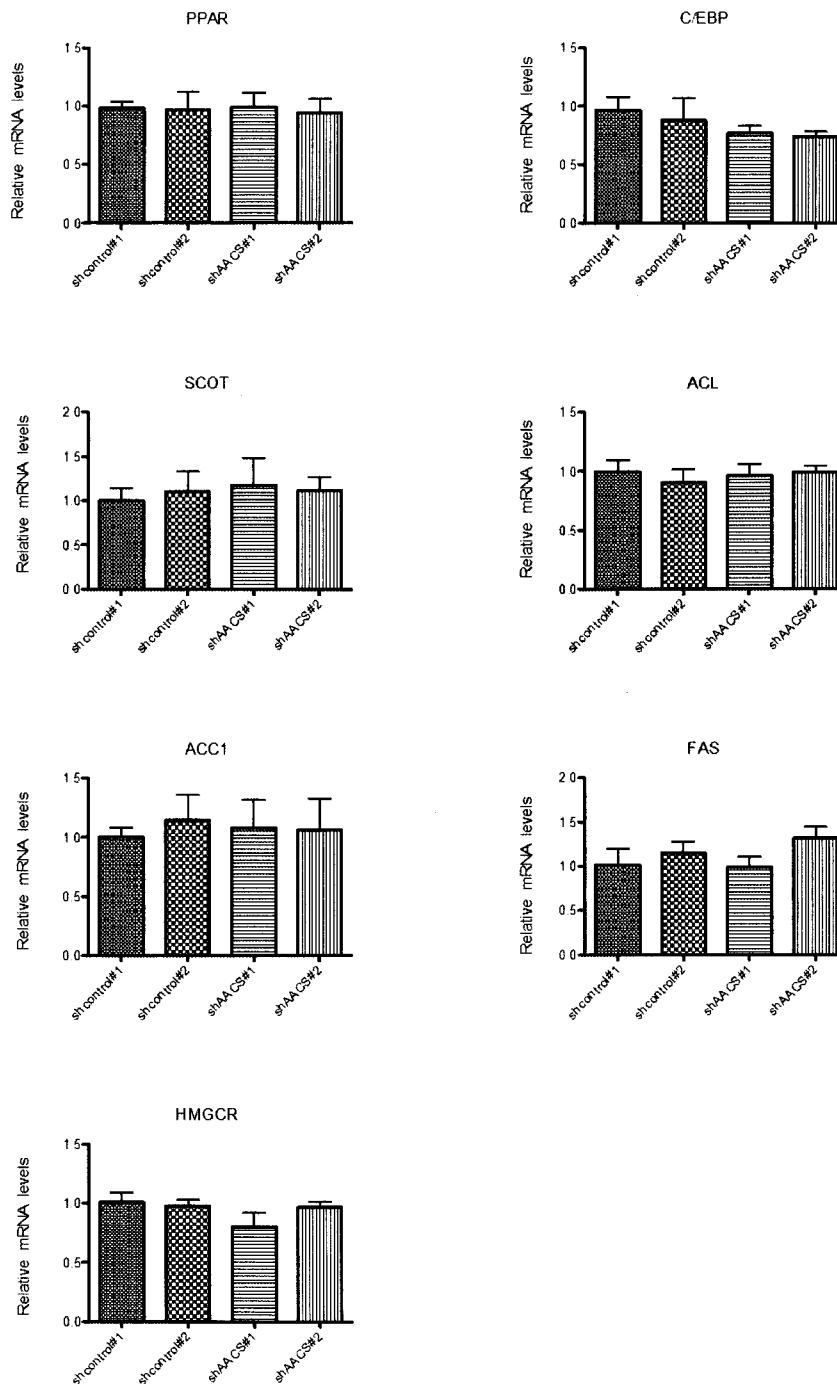 PPAR
Relative mRNA levels
1.5
1.0
0.5
0.0
shcontrol#1
shcontrol#2
shAACS#1
shAACS#2
C/EBP
Relative mRNA levels
1.5
1.0
0.5
0.0
shcontrol#1
shcontrol#2
shAACS#1
shAACS#2
SCOT
Relative mRNA levels
2.0
1.5
1.0
0.5
0.0
shcontrol#1
shcontrol#2
shAACS#1
shAACS#2
ACL
Relative mRNA levels
1.5
1.0
0.5
0.0
shcontrol#1
shcontrol#2
shAACS#1
shAACS#2
ACC1
Relative mRNA levels
1.5
1.0
0.5
0.0
shcontrol#1
shcontrol#2
shAACS#1
shAACS#2
FAS
Relative mRNA levels
2.0
1.5
1.0
0.5
0.0
shcontrol#1
shcontrol#2
shAACS#1
shAACS#2
HMGCR
Relative mRNA levels
1.5
1.0
0.5
0.0
shcontrol#1
shcontrol#2
shAACS#1
shAACS#2